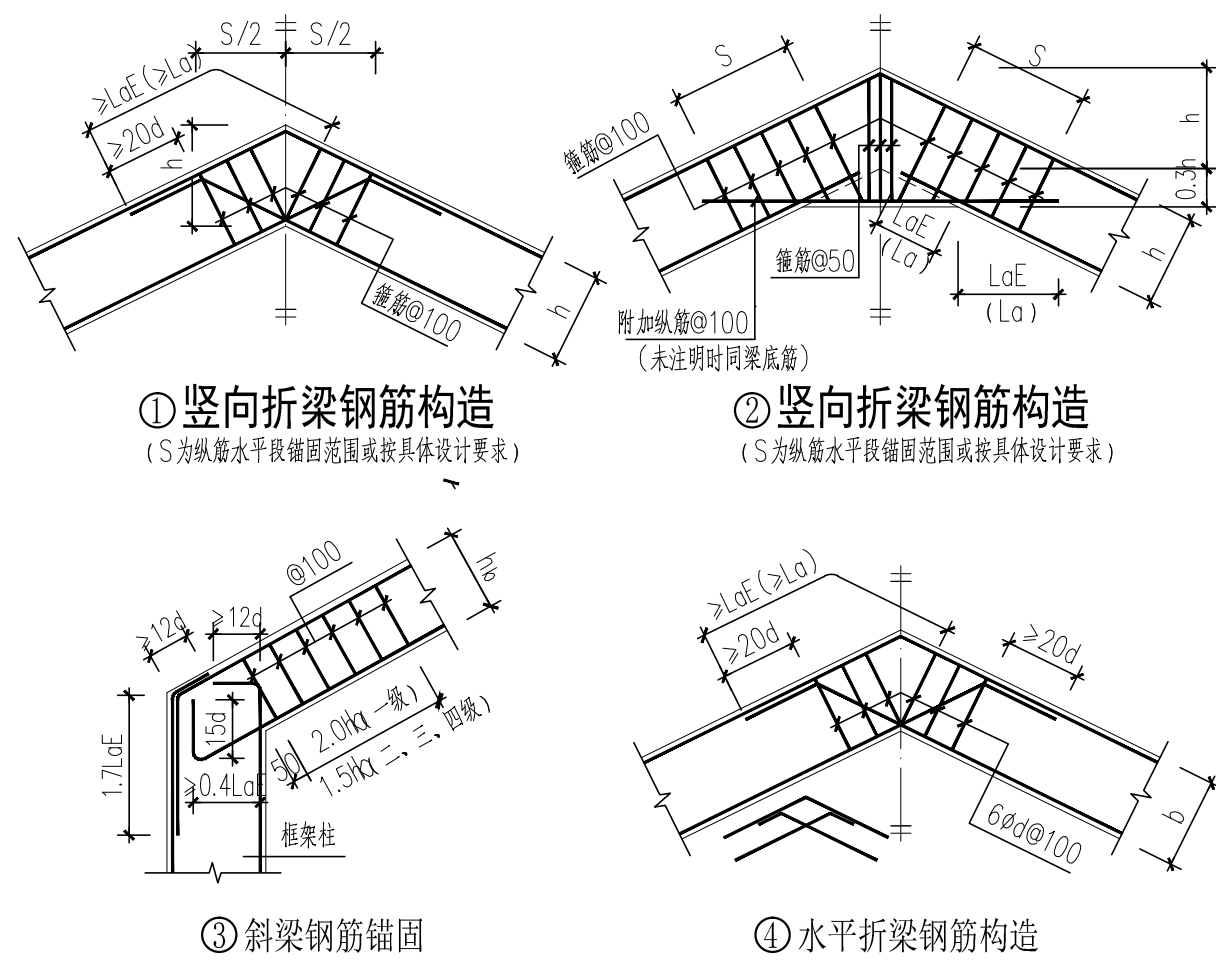 S/2 S/2
≥LaE(≥La)
≥20d
h
箍筋@100
h
①竖向折梁钢筋构造
(S为纵筋水平段锚固范围或按具体设计要求)
S
S
箍筋@100
h
0.3h
LaE
(La)
箍筋@50
LaE
(La)
h
附加纵筋@100
(未注明时同梁底筋)
②竖向折梁钢筋构造
(S为纵筋水平段锚固范围或按具体设计要求)
@100
hb
≥12d
≥12d
1.7LaE
15d
≥0.4LaE
50
2.0hb(一级)
1.5hb(二、三、四级)
框架柱
③斜梁钢筋锚固
≥LaE(≥La)
≥20d
≥20d
b
6ød@100
④水平折梁钢筋构造